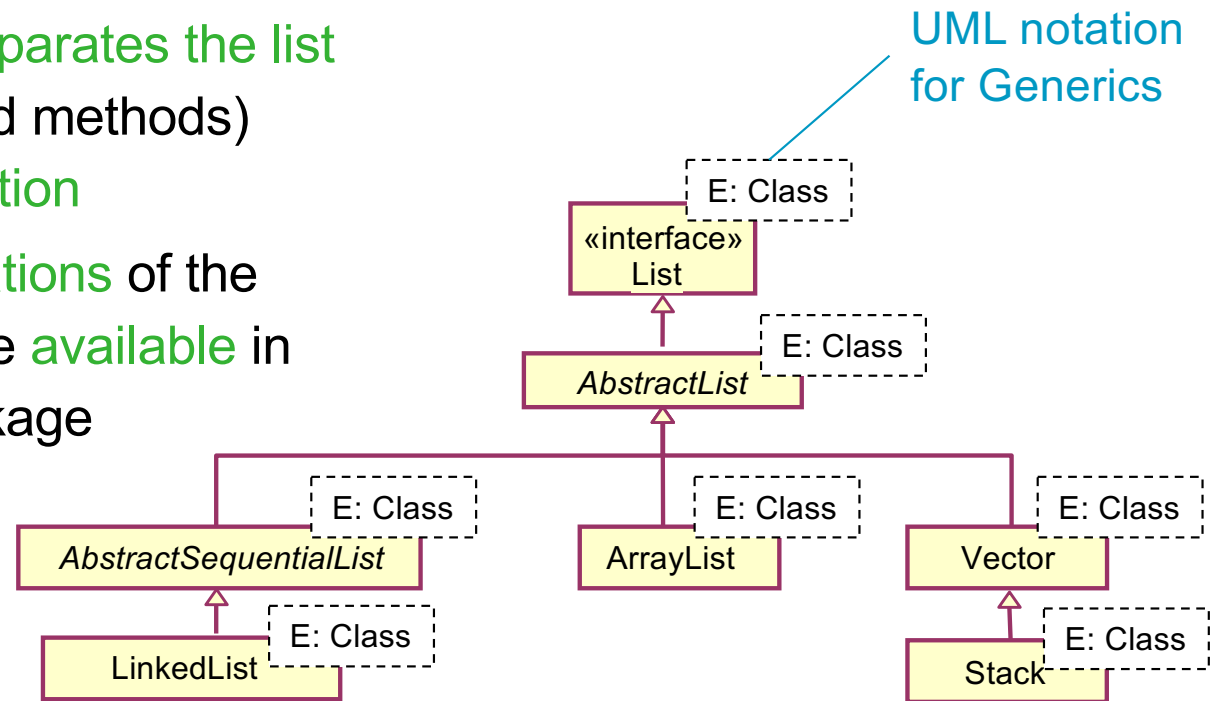 parates the list
d methods)
tion
tions of the
e available in
kage
UML notation
for Generics
E: Class
«interface»
List
E: Class
AbstractList
E: Class
E: Class
E: Class
AbstractSequentialList
ArrayList
Vector
E: Class
E: Class
LinkedList
Stack